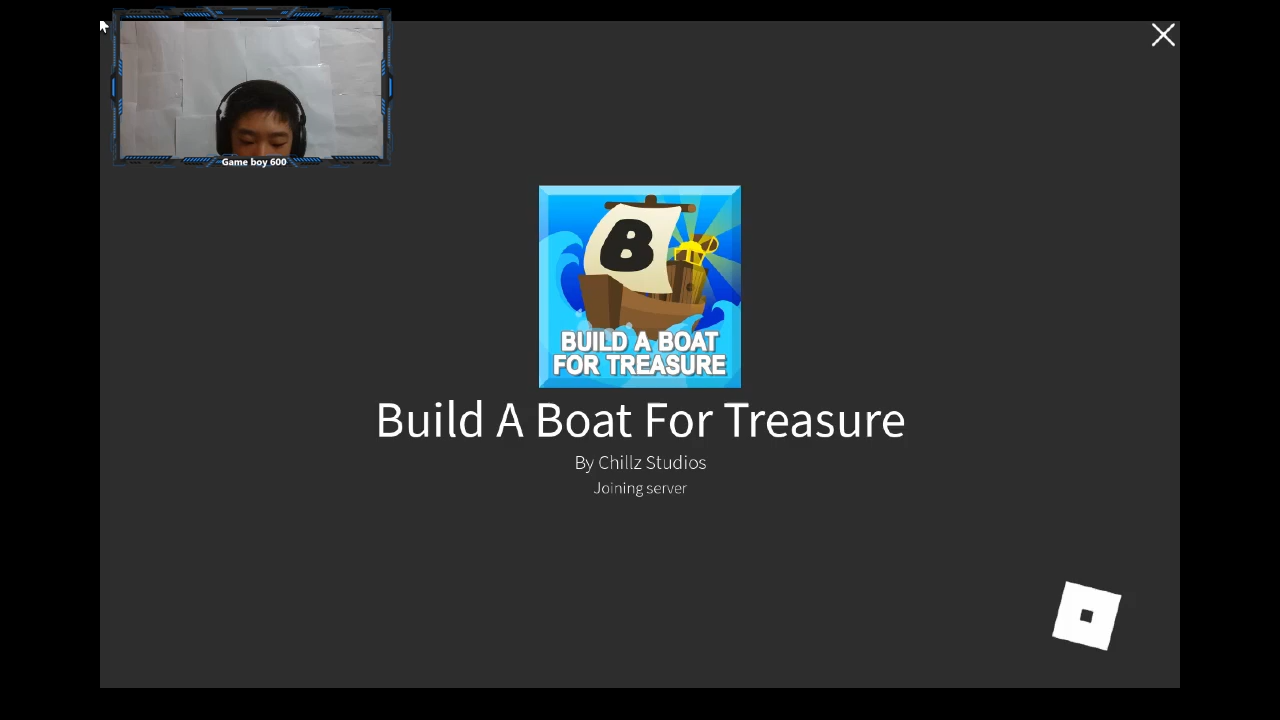 Game boy 600
B
BUILD A BOAT
FOR TREASURE
Build A Boat For Treasure
By Chillz Studios
Joining server